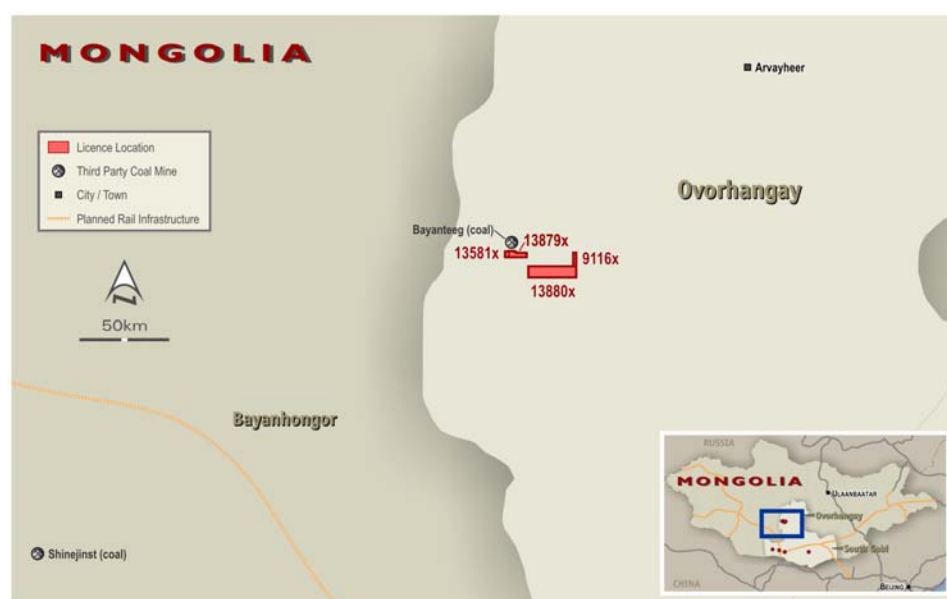 MONGOLIA
Arvayheer
Licence Location
Third Party Coal Mine
City / Town
Planned Rail Infrastructure
Ovorhangay
Bayanteeg (coal)
13879x
13581x
9116x
13880x
N
50km
Bayanhongor
Shinejinst (coal)
RUSSIA
MONGOLIA
ULAANBAATAR
Ovorhangay
South Gobi
CHINA
BEIJING